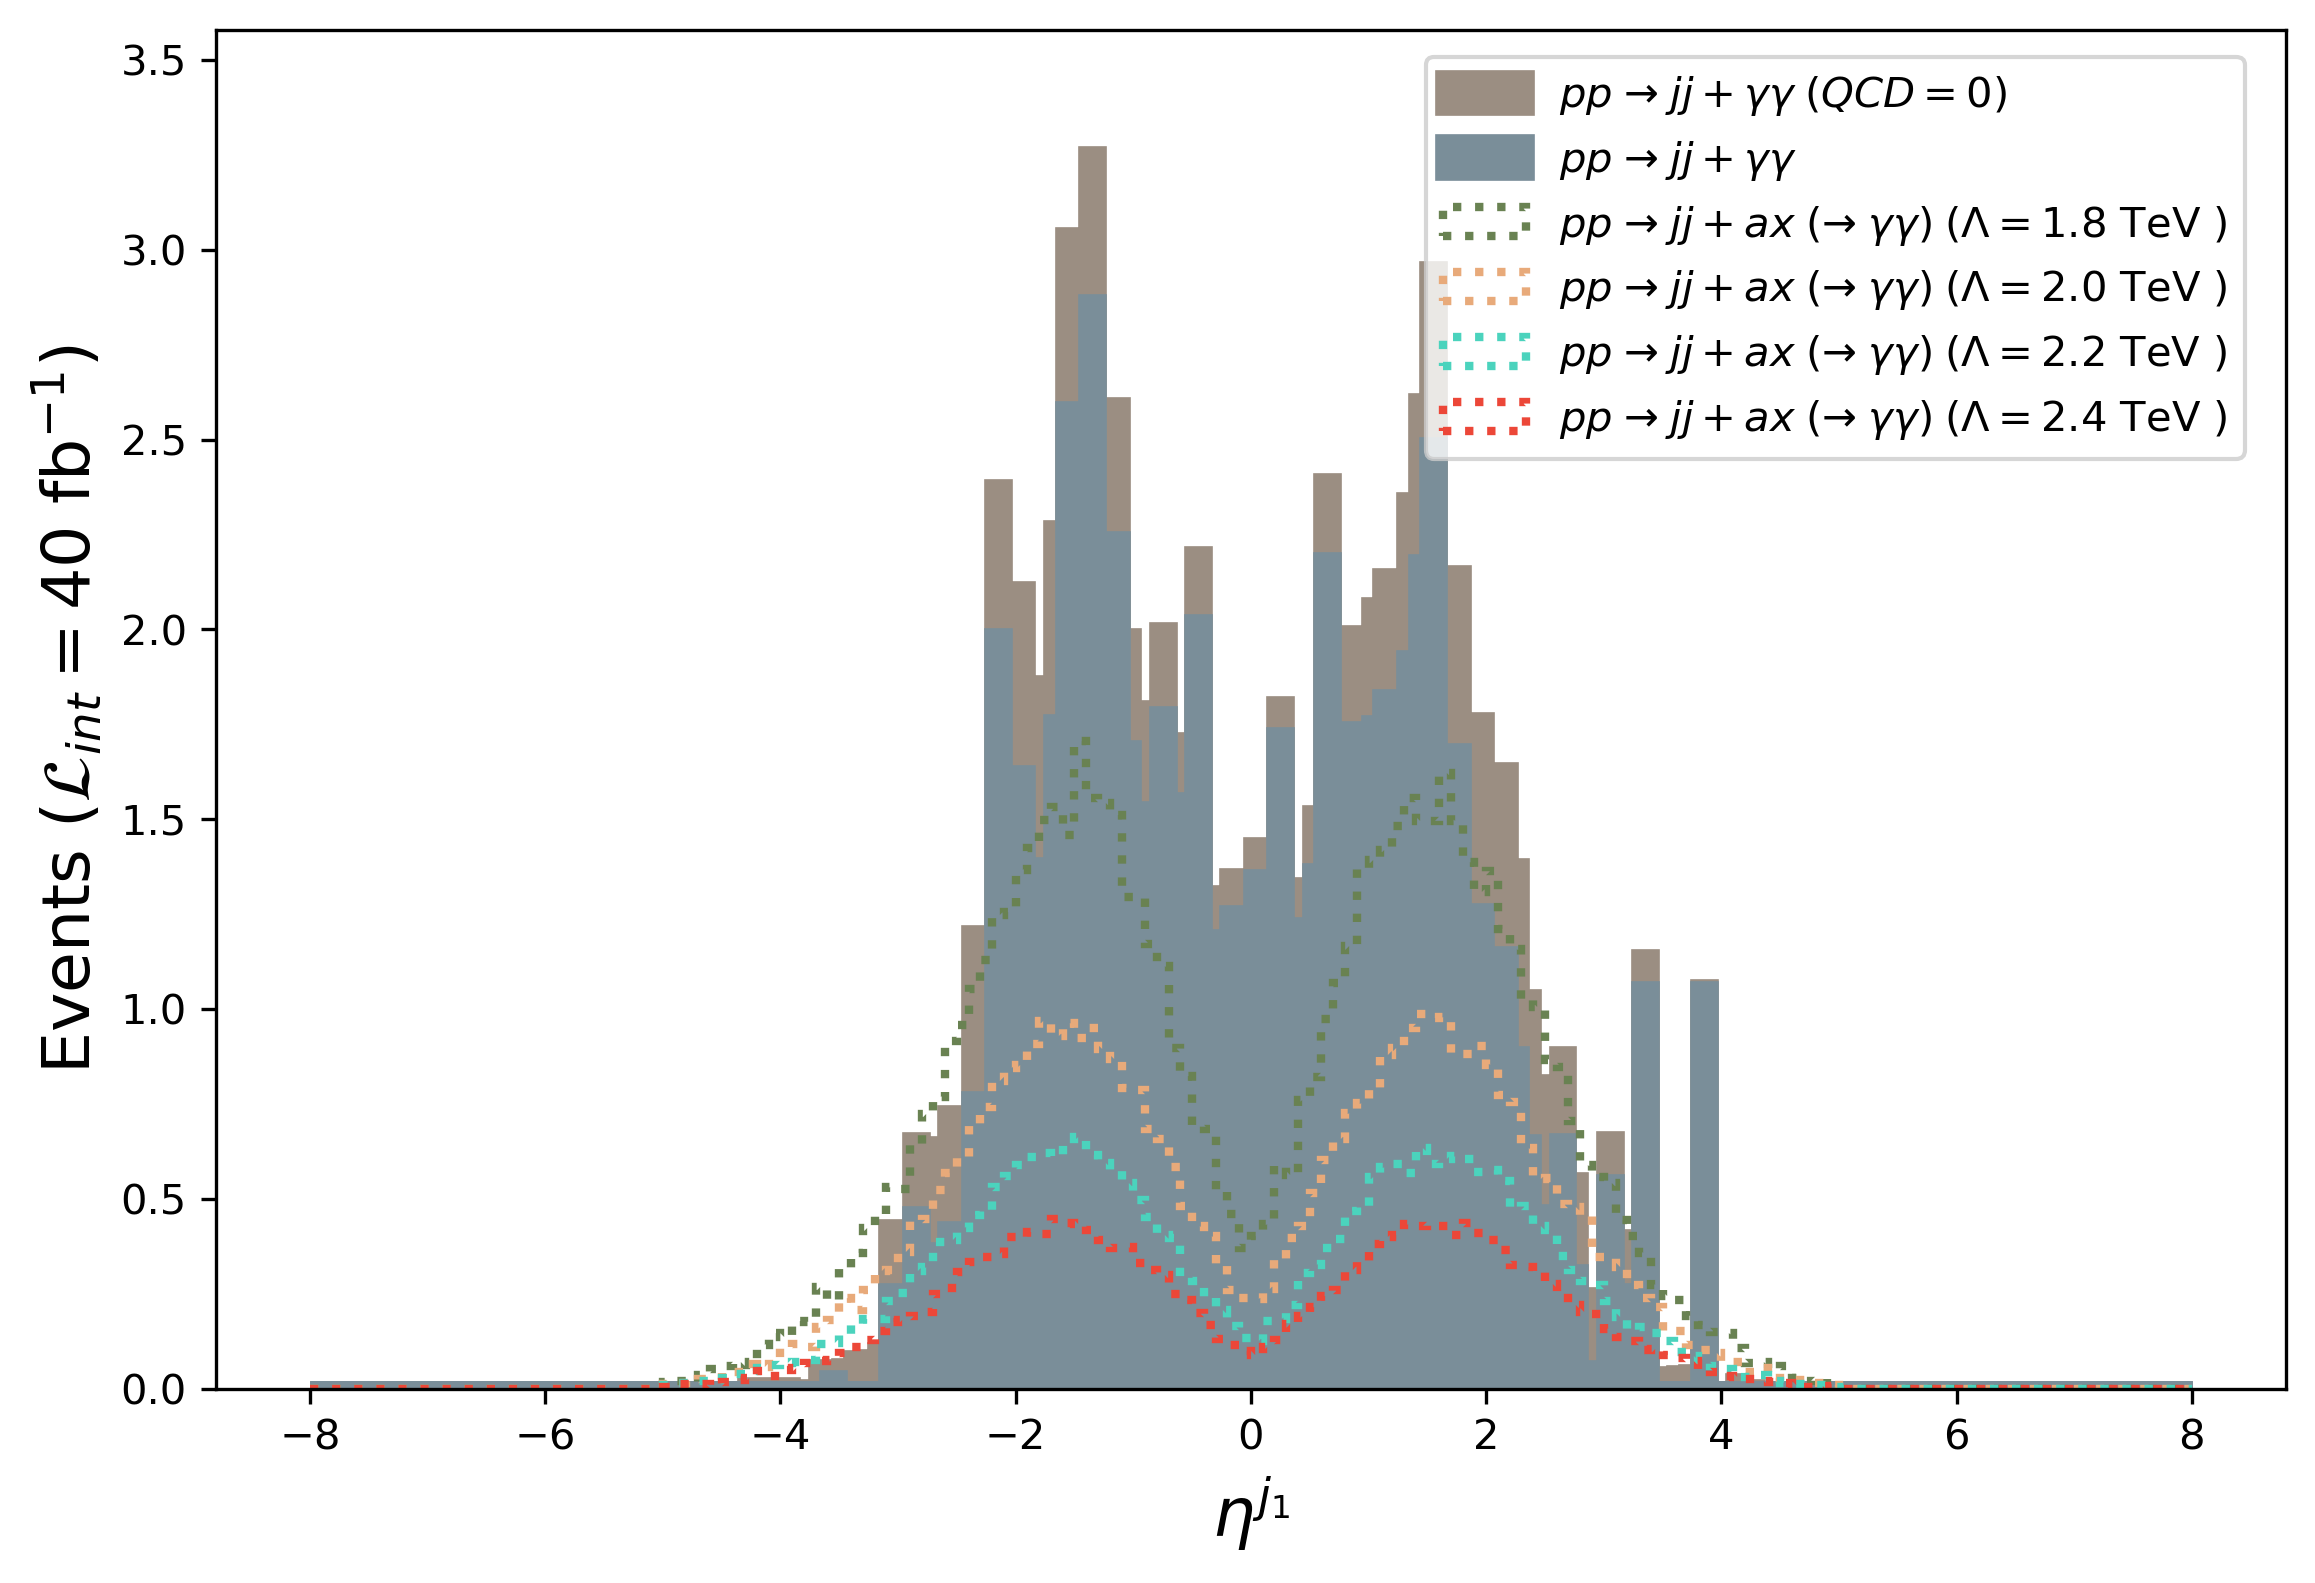 Events (ℒ_int = 40 fb⁻¹)
3.5
3.0
2.5
2.0
1.5
1.0
0.5
0.0
pp → jj + γγ (QCD = 0)
pp → jj + γγ
pp → jj + ax (→ γγ) (Λ = 1.8 TeV )
pp → jj + ax (→ γγ) (Λ = 2.0 TeV )
pp → jj + ax (→ γγ) (Λ = 2.2 TeV )
pp → jj + ax (→ γγ) (Λ = 2.4 TeV )
−8 −6 −4 −2 0 2 4 6 8
η^j₁